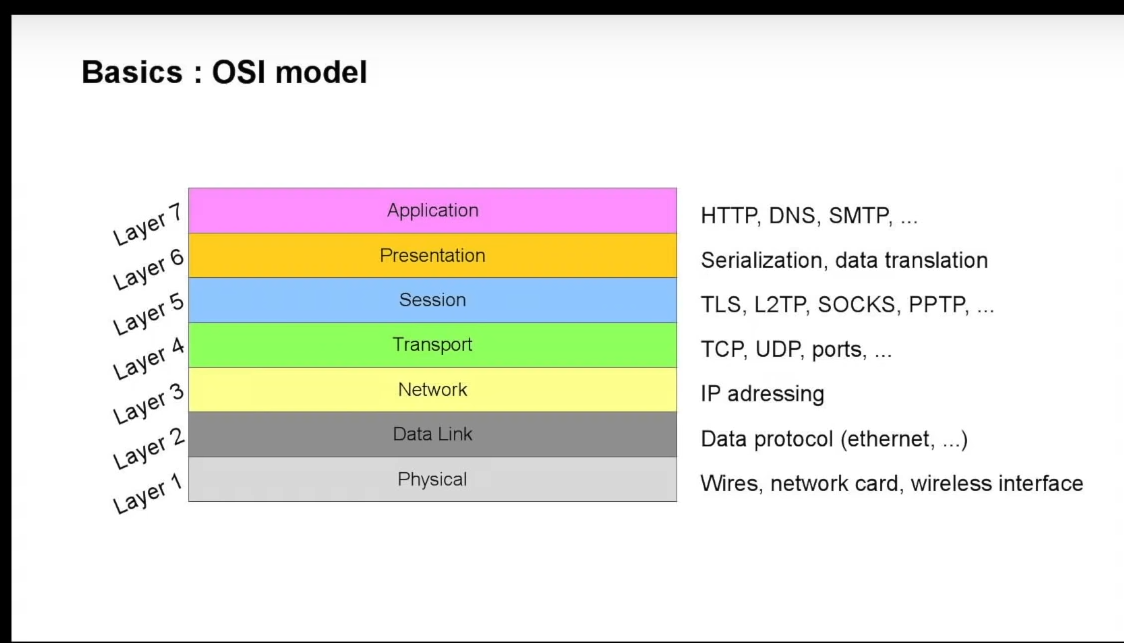 Basics : OSI model
Layer 7 Application HTTP, DNS, SMTP, ...
Layer 6 Presentation Serialization, data translation
Layer 5 Session TLS, L2TP, SOCKS, PPTP, ...
Layer 4 Transport TCP, UDP, ports, ...
Layer 3 Network IP adressing
Layer 2 Data Link Data protocol (ethernet, ...)
Layer 1 Physical Wires, network card, wireless interface